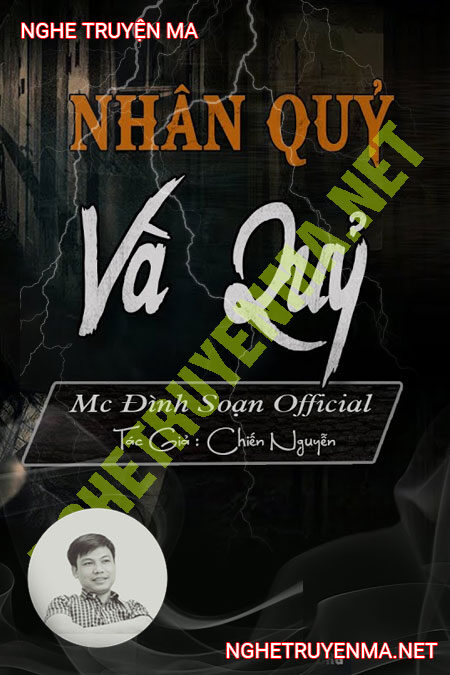 NGHE TRUYỆN MA
NHÂN QUỶ
Và Quỷ
Mc Đình Soạn Official
Tác Giả : Chiến Nguyễn
NGHETRUYENMA.NET
NGHETRUYENMA.NET